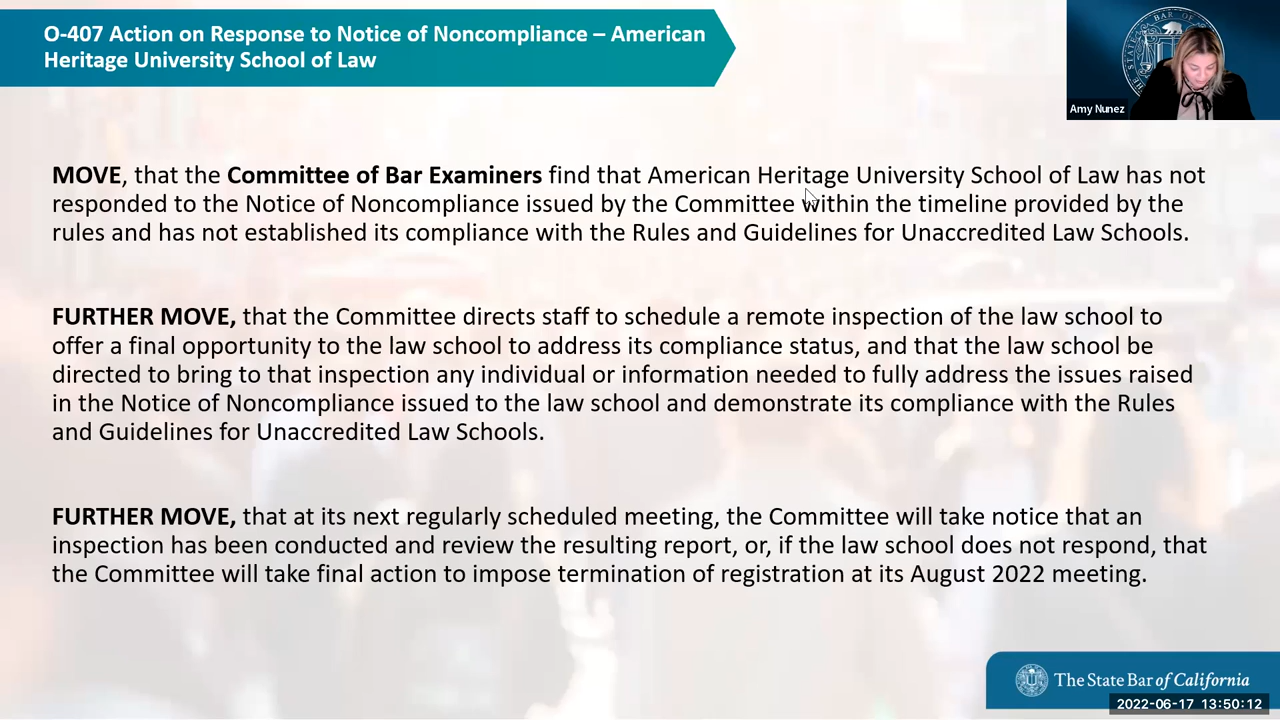 O-407 Action on Response to Notice of Noncompliance – American
Heritage University School of Law
Amy Nunez
MOVE, that the Committee of Bar Examiners find that American Heritage University School of Law has not
responded to the Notice of Noncompliance issued by the Committee within the timeline provided by the
rules and has not established its compliance with the Rules and Guidelines for Unaccredited Law Schools.
FURTHER MOVE, that the Committee directs staff to schedule a remote inspection of the law school to
offer a final opportunity to the law school to address its compliance status, and that the law school be
directed to bring to that inspection any individual or information needed to fully address the issues raised
in the Notice of Noncompliance issued to the law school and demonstrate its compliance with the Rules
and Guidelines for Unaccredited Law Schools.
FURTHER MOVE, that at its next regularly scheduled meeting, the Committee will take notice that an
inspection has been conducted and review the resulting report, or, if the law school does not respond, that
the Committee will take final action to impose termination of registration at its August 2022 meeting.
The State Bar of California
2022-06-17 13:50:12